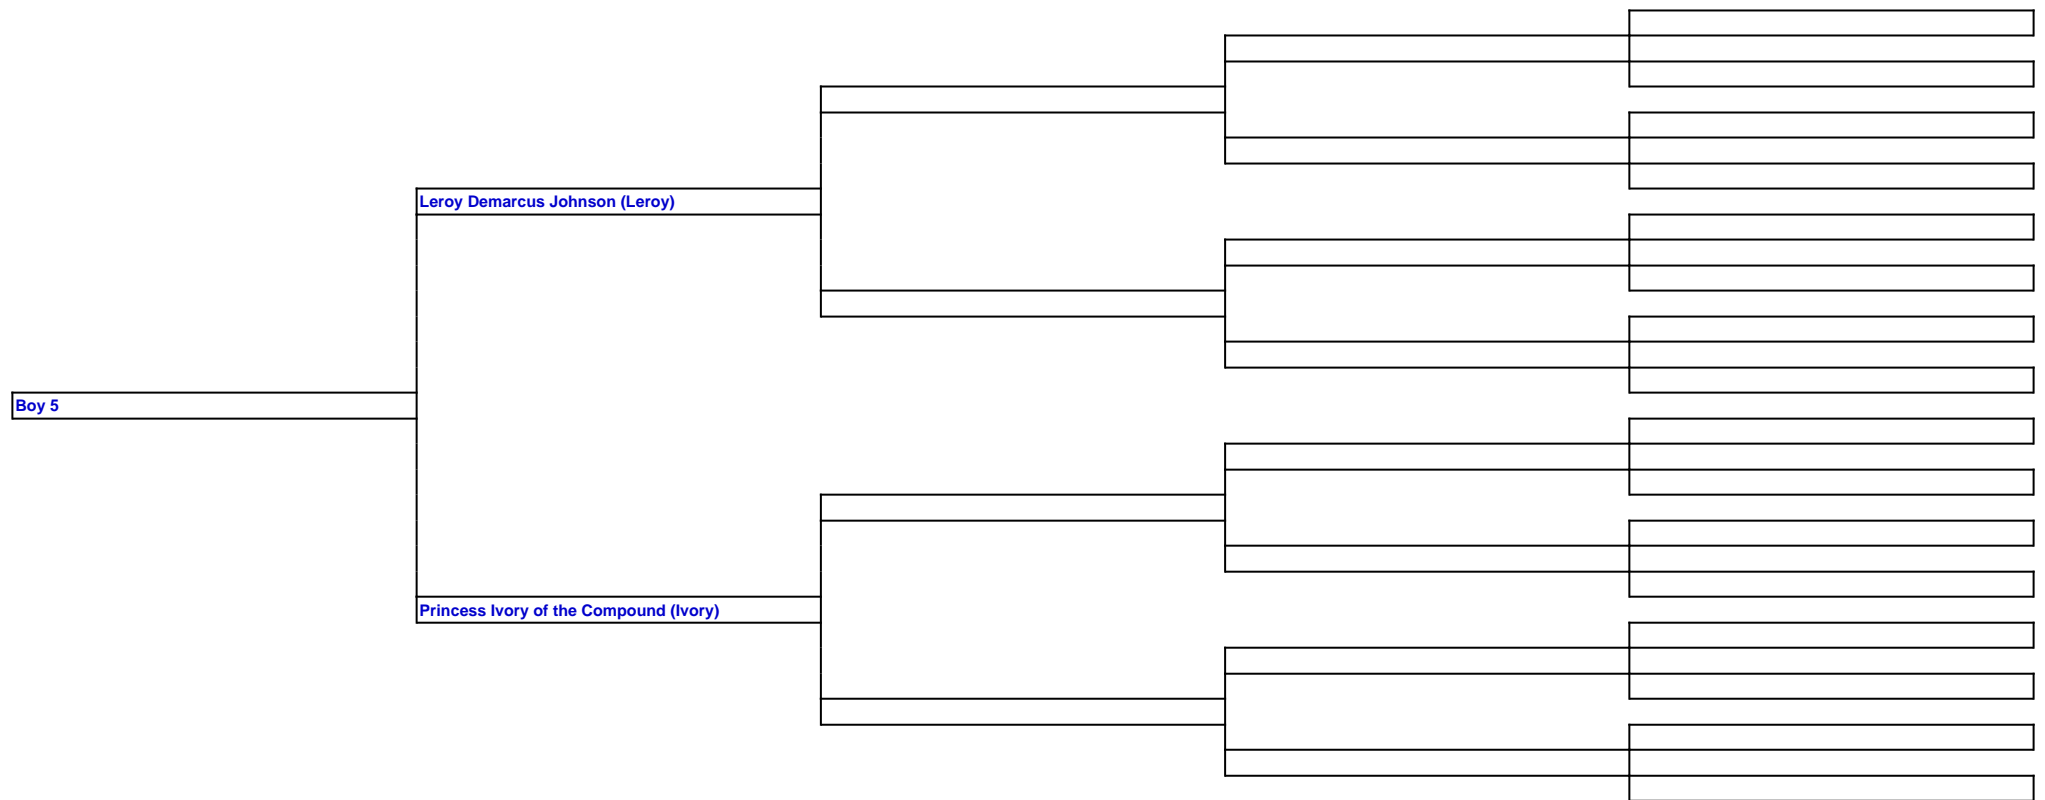 Leroy Demarcus Johnson (Leroy)
Boy 5
Princess Ivory of the Compound (Ivory)